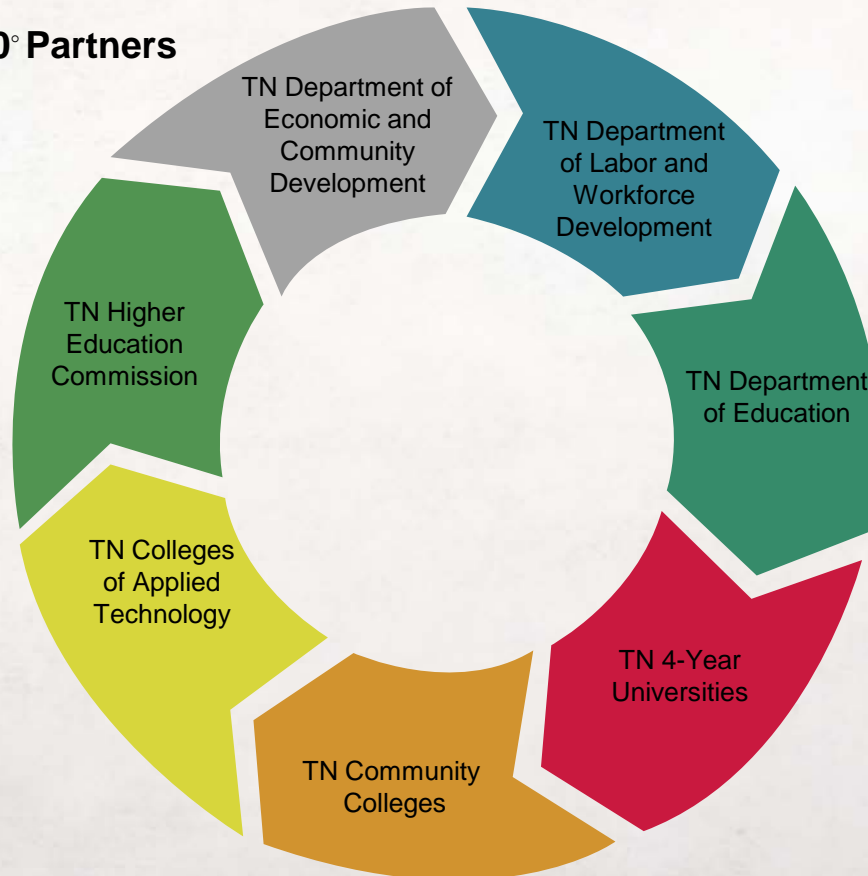 0° Partners
TN Department of
Economic and
Community
Development
TN Department
of Labor and
Workforce
Development
TN Department
of Education
TN 4-Year
Universities
TN Community
Colleges
TN Colleges
of Applied
Technology
TN Higher
Education
Commission